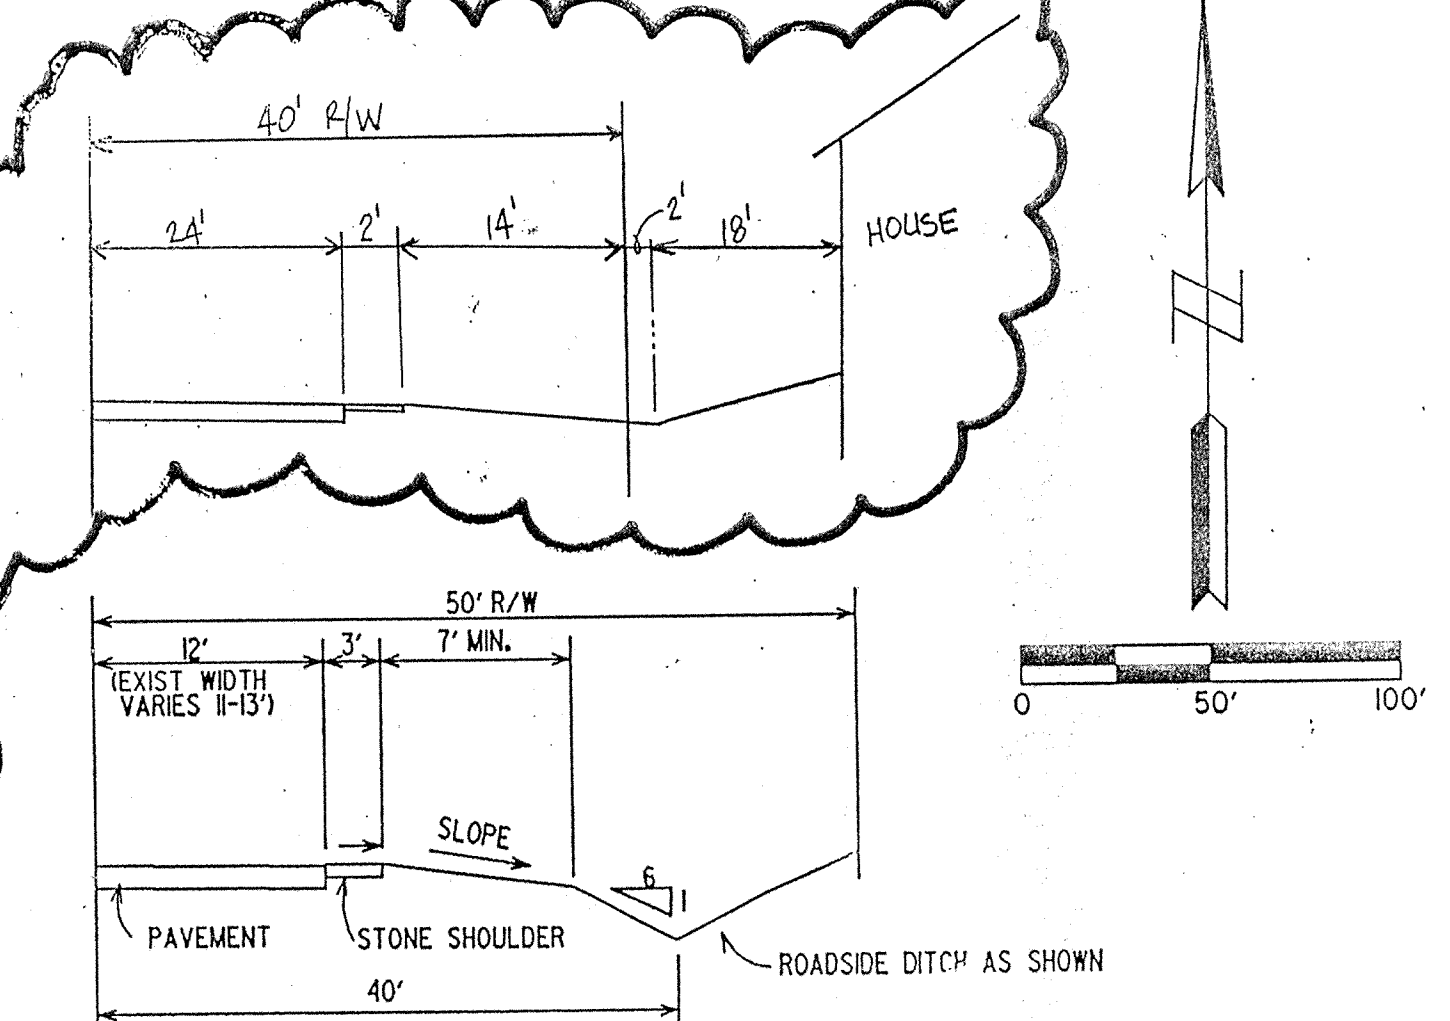 40' R/W
24' 2' 14' 2' 18'
HOUSE
N
50' R/W
12' 3' 7' MIN.
(EXIST WIDTH
VARIES 11-13')
0 50' 100'
SLOPE
6
1
PAVEMENT
STONE SHOULDER
ROADSIDE DITCH AS SHOWN
40'